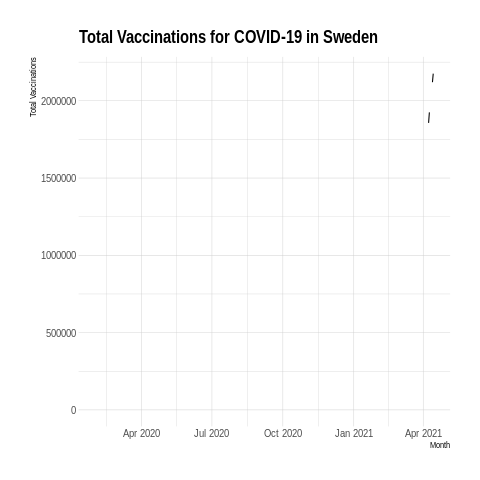 Total Vaccinations for COVID-19 in Sweden
Total Vaccinations
2000000
1500000
1000000
500000
0
Apr 2020 Jul 2020 Oct 2020 Jan 2021 Apr 2021
Month